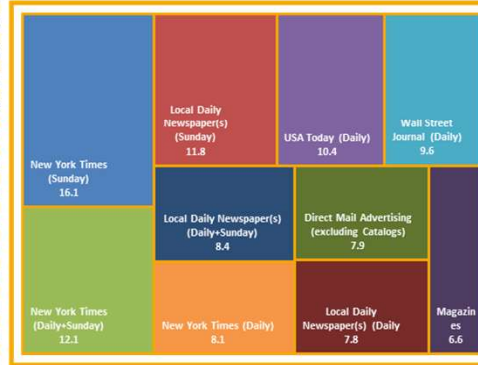 New York Times
(Sunday)
16.1
Local Daily
Newspaper(s)
(Sunday)
11.8
USA Today (Daily)
10.4
Wall Street
Journal (Daily)
9.6
Local Daily Newspaper(s)
(Daily+Sunday)
8.4
Direct Mail Advertising
(excluding Catalogs)
7.9
New York Times
(Daily+Sunday)
12.1
New York Times (Daily)
8.1
Local Daily
Newspaper(s) (Daily
7.8
Magazin
es
6.6